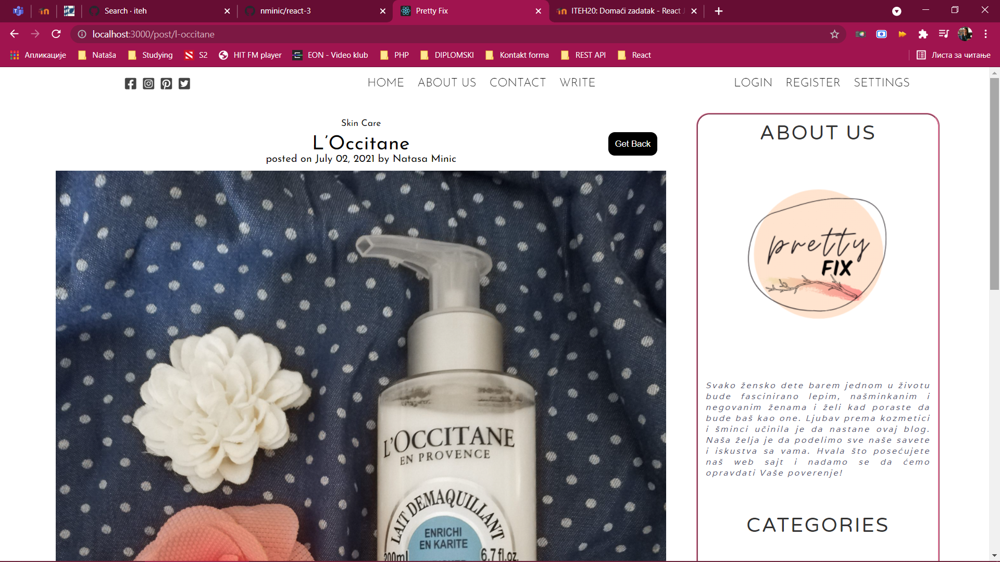 Search · iteh
nminic/react-3
Pretty Fix
ITEH20: Domaći zadatak - React J
localhost:3000/post/l-occitane
Апликације
Nataša
Studying
S2
HIT FM player
EON - Video klub
PHP
DIPLOMSKI
Kontakt forma
REST API
React
Листа за читање
HOME
ABOUT US
CONTACT
WRITE
LOGIN
REGISTER
SETTINGS
Skin Care
L'Occitane
posted on July 02, 2021 by Natasa Minic
Get Back
L'OCCITANE
EN PROVENCE
LAIT DEMAQUILLANT
ENRICHI
EN KARITE
200ml
6.7 fl.oz.
ABOUT US
pretty
FIX
Svako žensko dete barem jednom u životu
bude fascinirano lepim, našminkanim i
negovanim ženama i želi kad poraste da
bude baš kao one. Ljubav prema kozmetici
i šminci učinila je da nastane ovaj blog.
Naša želja je da podelimo sve naše savete
i iskustva sa vama. Hvala što posećujete
naš web sajt i nadamo se da ćemo
opravdati Vaše poverenje!
CATEGORIES